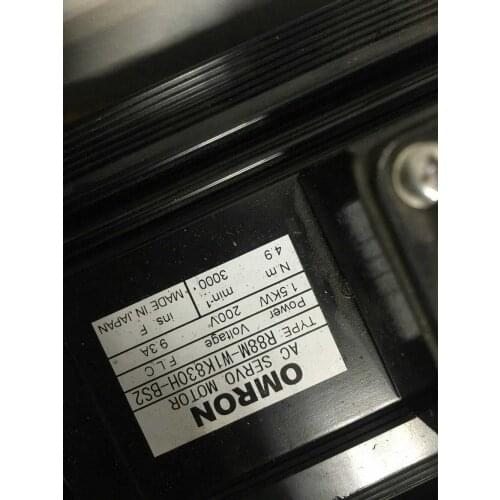 OMRON
AC SERVO MOTOR
TYPE: R88M-W1K830H-BS2
Power Voltage F L C
1.5KW 200V 9.3A
N.m min-1 ins. F
4.9 3000 MADE IN JAPAN